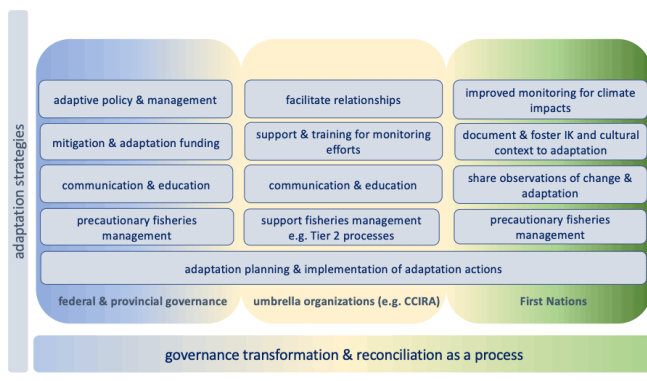 adaptation strategies
adaptive policy & management
facilitate relationships
improved monitoring for climate
impacts
mitigation & adaptation funding
support & training for monitoring
efforts
document & foster IK and cultural
context to adaptation
communication & education
communication & education
share observations of change &
adaptation
precautionary fisheries
management
support fisheries management
e.g. Tier 2 processes
precautionary fisheries
management
adaptation planning & implementation of adaptation actions
federal & provincial governance
umbrella organizations (e.g. CCIRA)
First Nations
governance transformation & reconciliation as a process